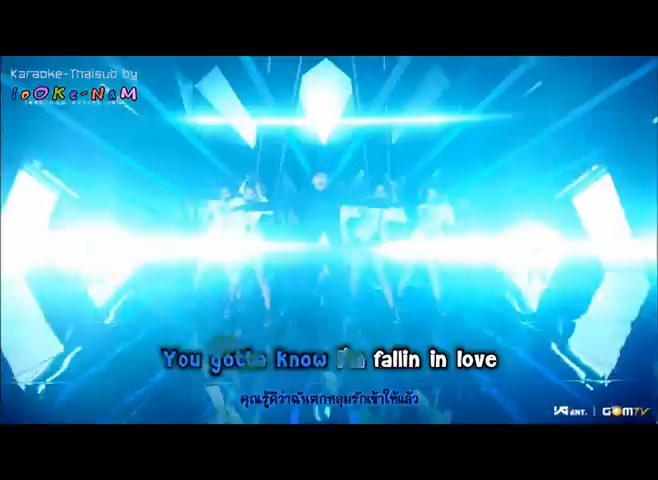 Karaoke-Thaisub by
looKe-NaM
You gotta know I'm fallin in love
คุณรู้ดีว่าฉันตกหลุมรักเข้าให้แล้ว
YG ENT. | GOMTV